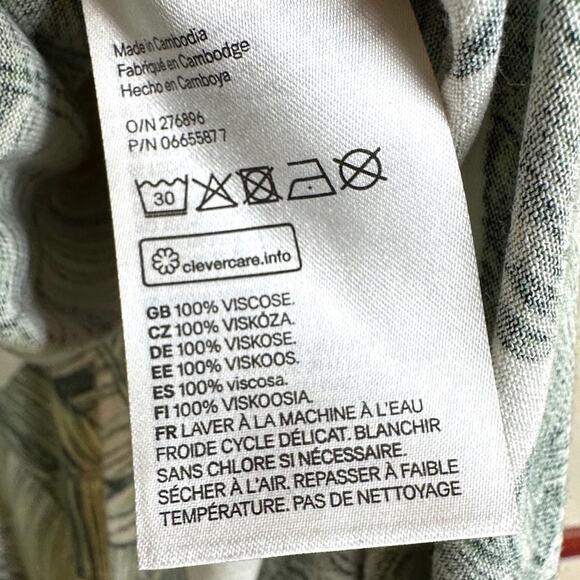 Made in Cambodia
Fabriqué en Cambodge
Hecho en Camboya
O/N 276896
P/N 06655877
30
clevercare.info
GB 100% VISCOSE.
CZ 100% VISKÓZA.
DE 100% VISKOSE.
EE 100% VISKOOS.
ES 100% viscosa.
FI 100% VISKOOSIA.
FR LAVER À LA MACHINE À L'EAU
FROIDE CYCLE DÉLICAT. BLANCHIR
SANS CHLORE SI NÉCESSAIRE.
SÉCHER À L'AIR. REPASSER À FAIBLE
TEMPÉRATURE. PAS DE NETTOYAGE